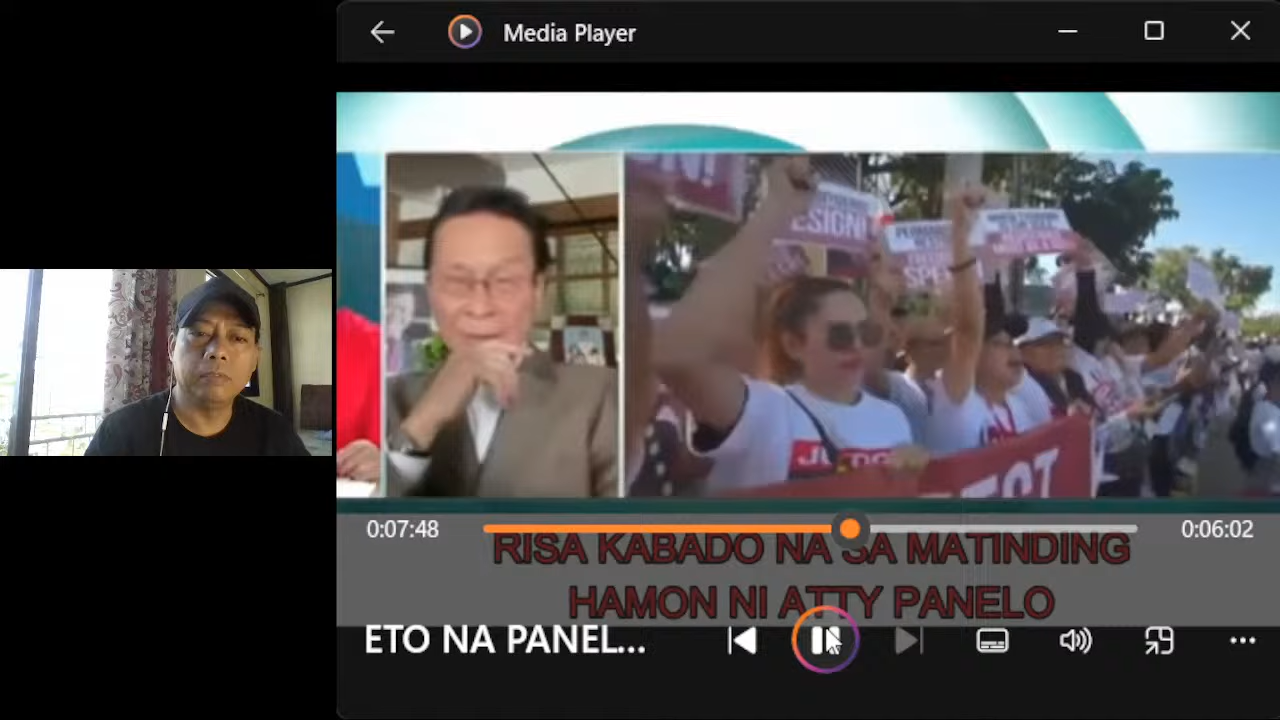 Media Player
ESIGN!
0:07:48
0:06:02
RISA KABADO NA SA MATINDING
HAMON NI ATTY PANELO
ETO NA PANEL...